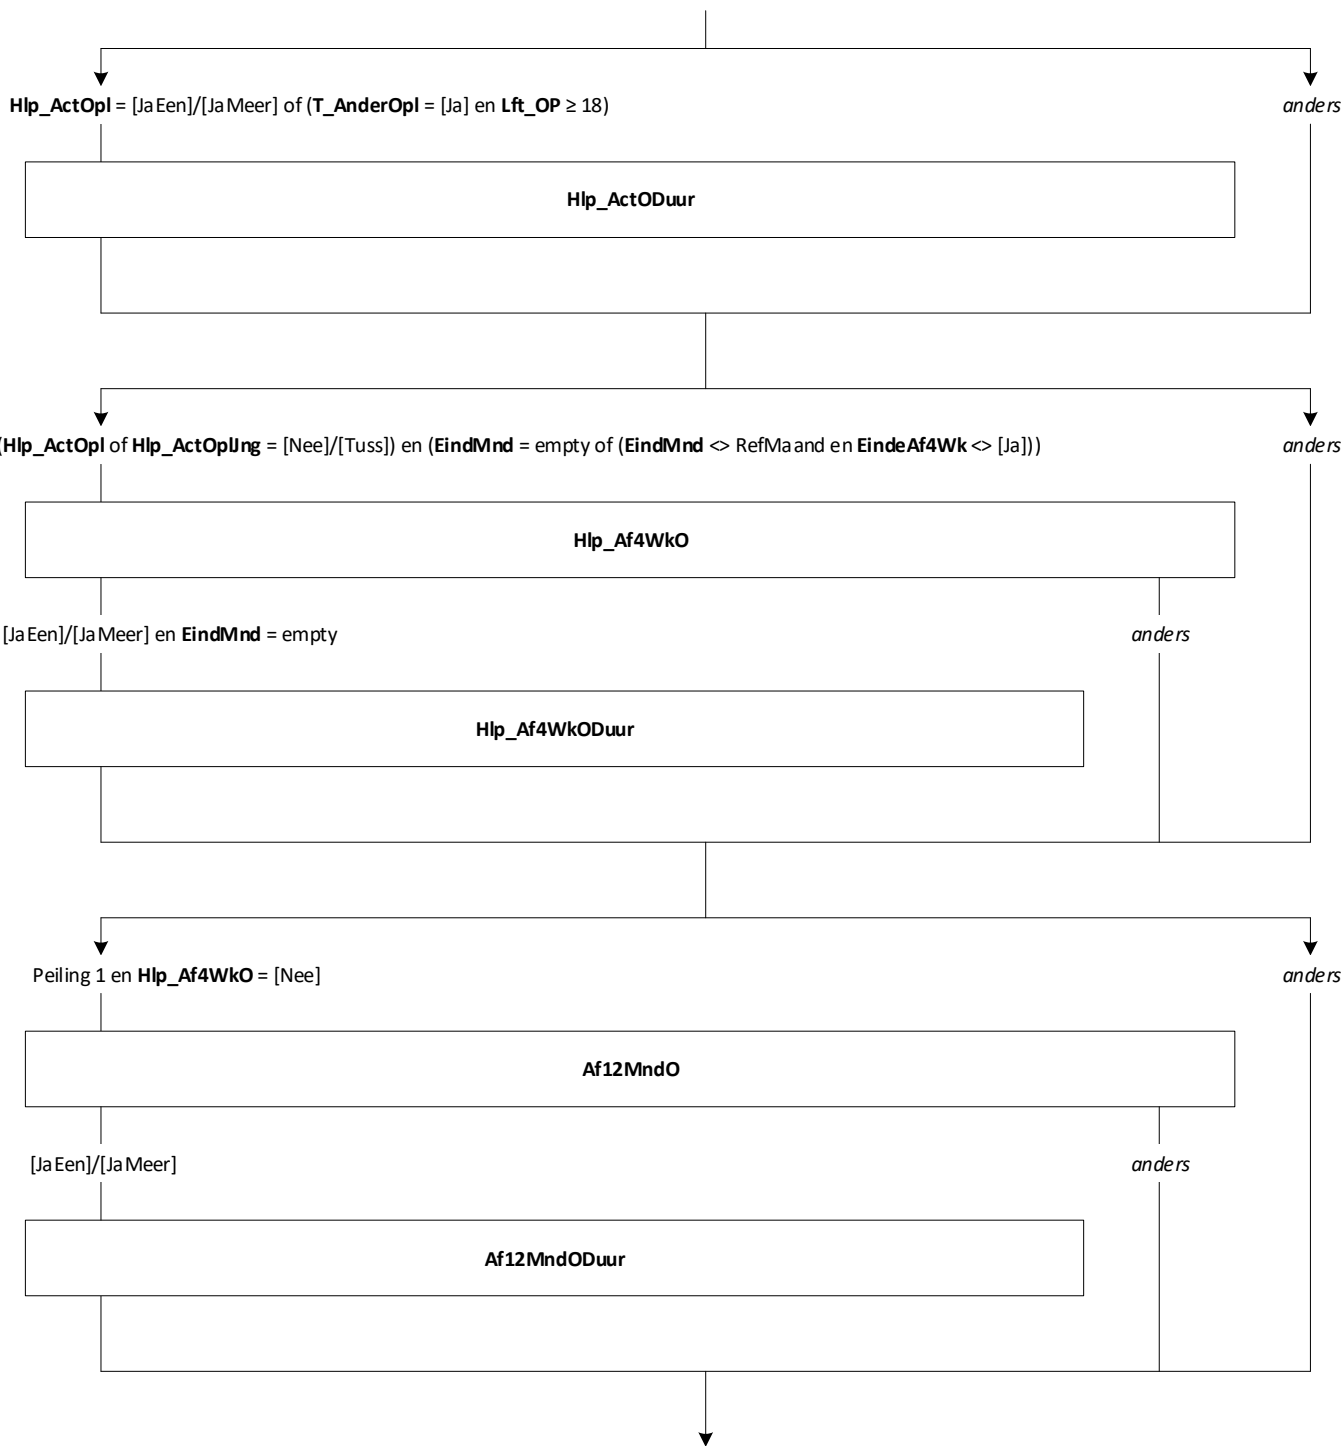 Hlp_ActOpl = [JaEen]/[JaMeer] of (T_AnderOpl = [Ja] en Lft_OP ≥ 18) anders
Hlp_ActODuur
(Hlp_ActOpl of Hlp_ActOplJng = [Nee]/[Tuss]) en (EindMnd = empty of (EindMnd <> RefMaand en EindeAf4Wk <> [Ja])) anders
Hlp_Af4WkO
[JaEen]/[JaMeer] en EindMnd = empty anders
Hlp_Af4WkODuur
Peiling 1 en Hlp_Af4WkO = [Nee] anders
Af12MndO
[JaEen]/[JaMeer] anders
Af12MndODuur